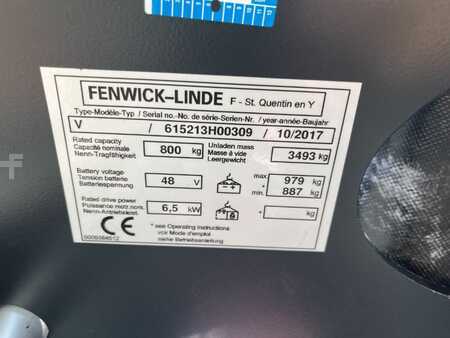 FENWICK–LINDE F - St. Quentin en Y
Type-Modèle-Typ / Serial no.-No. de série-Serien-Nr. / year-année-Baujahr
V / 615213H00309 / 10/2017
Rated capacity
Capacité nominale 800 kg
Nenn-Tragfähigkeit
Unladen mass
Masse à vide 3493 kg
Leergewicht
Battery voltage
Tension batterie 48 V
Batteriespannung
max 979 kg
min. 887 kg
Rated drive power
Puissance motr. nom. 6,5 kW
Nenn-Antriebsleist.
* kg
* see Operating instructions
voir Mode d'emploi
siehe Betriebsanleitung
CE